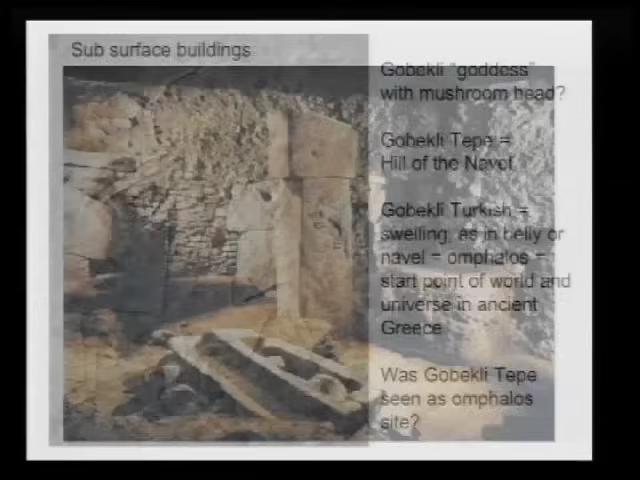 Sub surface buildings
Gobekli "goddess"
with mushroom head?
Gobekli Tepe =
Hill of the Navel
Gobekli Turkish =
swelling, as in belly or
navel = omphalos =
start point of world and
universe in ancient
Greece
Was Gobekli Tepe
seen as omphalos
site?